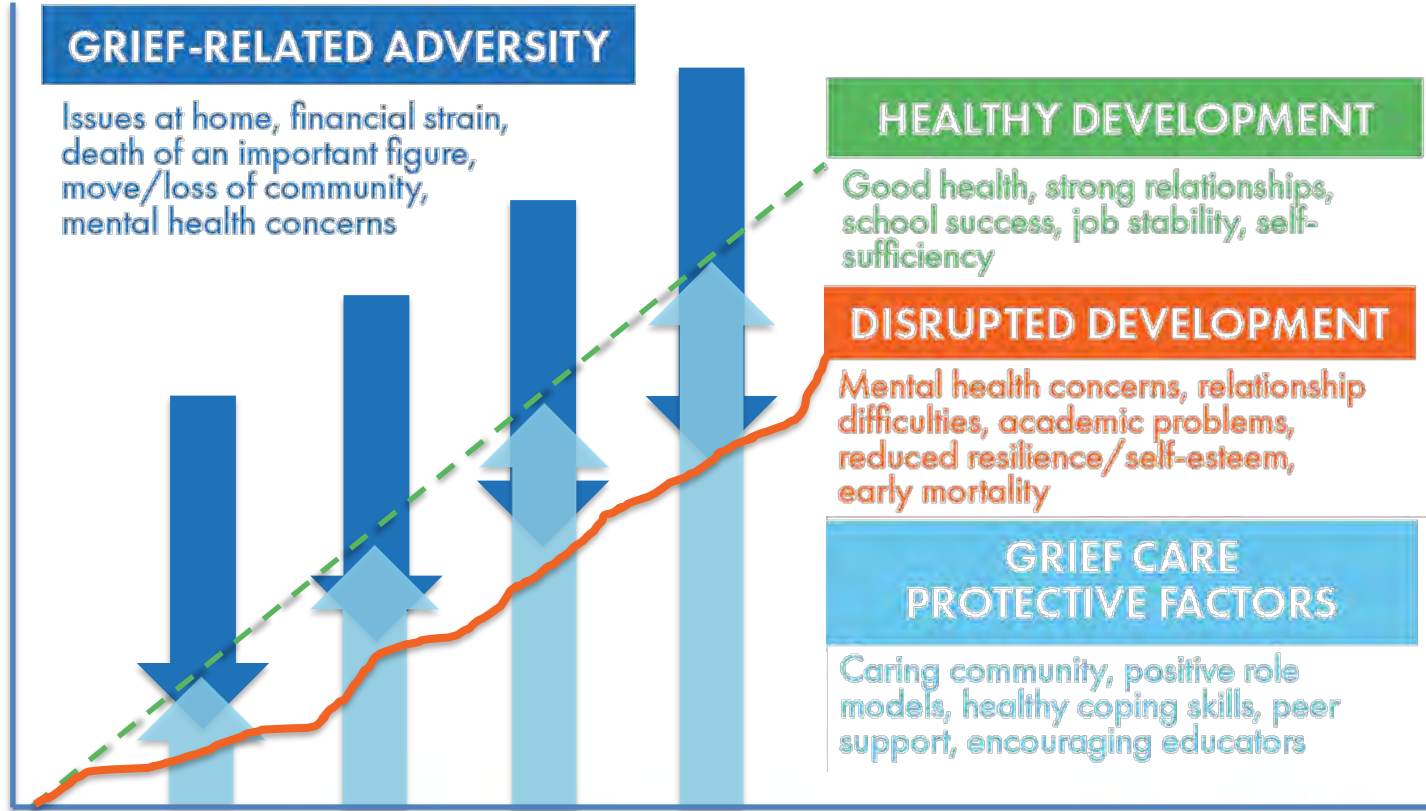 GRIEF-RELATED ADVERSITY
Issues at home, financial strain,
death of an important figure,
move/loss of community,
mental health concerns
HEALTHY DEVELOPMENT
Good health, strong relationships,
school success, job stability, self-
sufficiency
DISRUPTED DEVELOPMENT
Mental health concerns, relationship
difficulties, academic problems,
reduced resilience/self-esteem,
early mortality
GRIEF CARE
PROTECTIVE FACTORS
Caring community, positive role
models, healthy coping skills, peer
support, encouraging educators